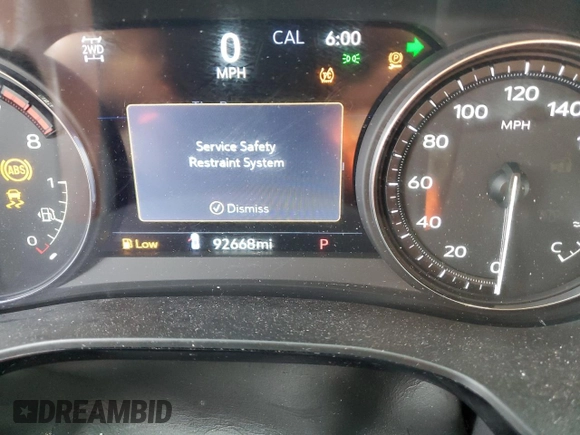 2WD
0
MPH
CAL 6:00
8
ABS
1
0
Service Safety
Restraint System
Dismiss
Low
92668mi
P
0
20
40
60
80
100
120
140
MPH
C
DREAMBID